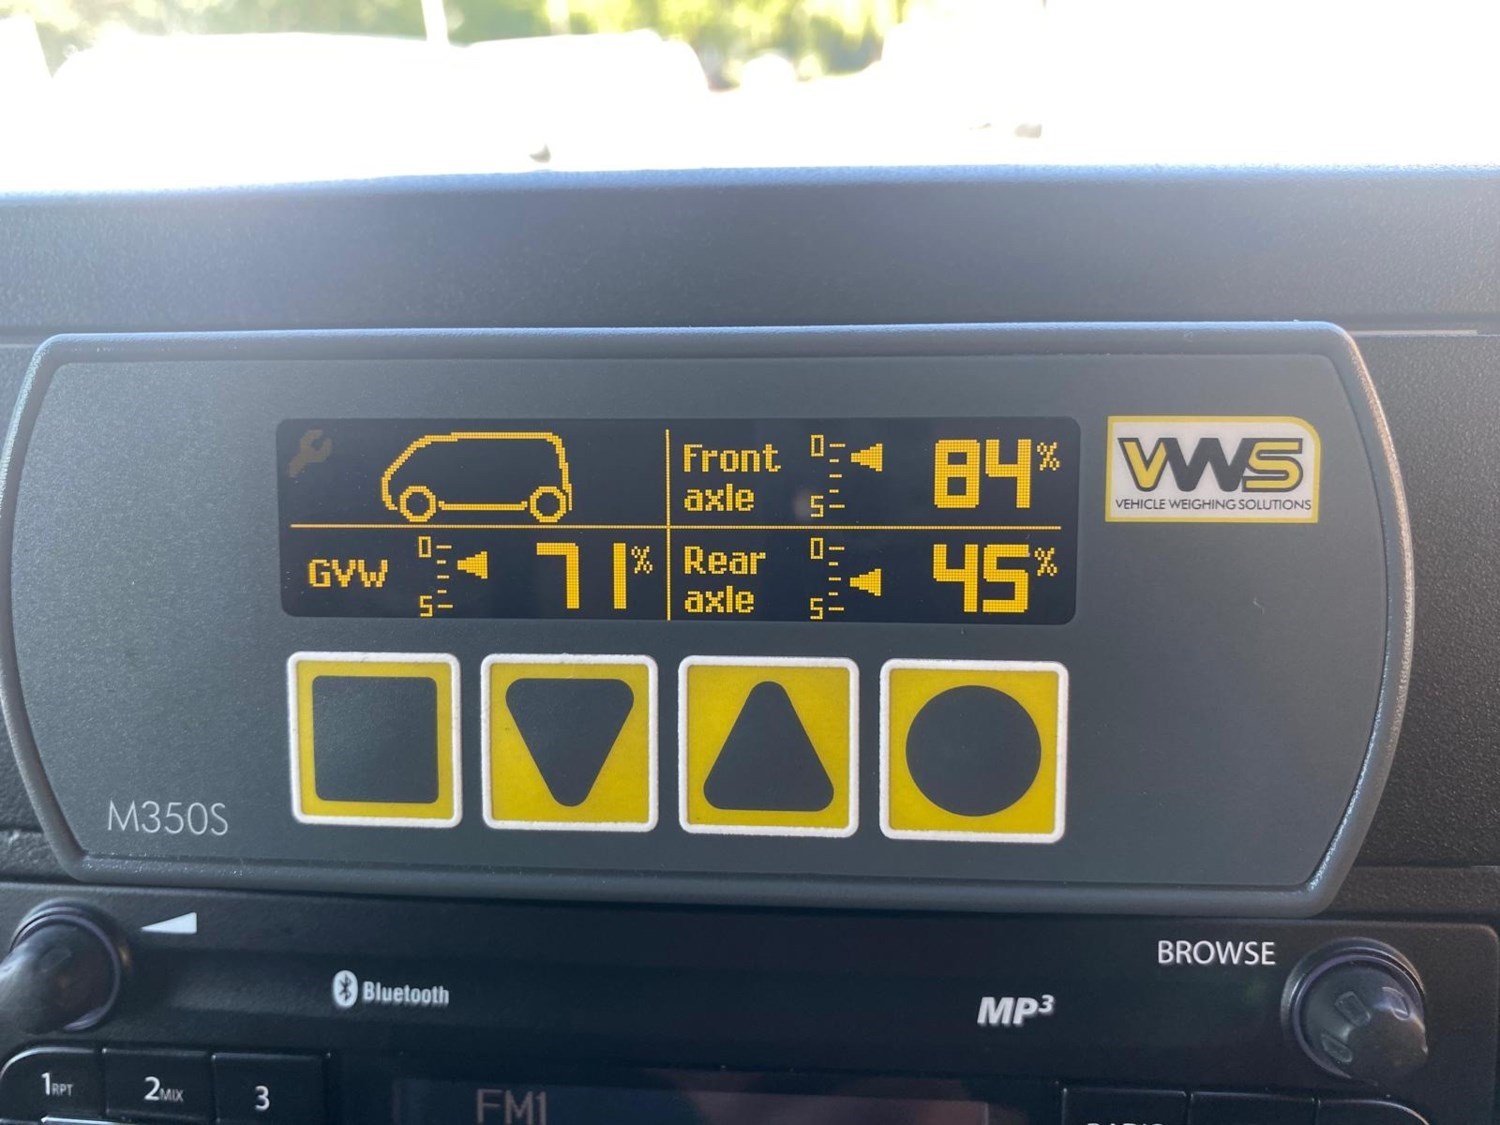 Front
axle
0
5
84%
GVW
0
5
71%
Rear
axle
0
5
45%
VWS
VEHICLE WEIGHING SOLUTIONS
M350S
Bluetooth
MP3
BROWSE
1RPT
2MIX
3
FM1